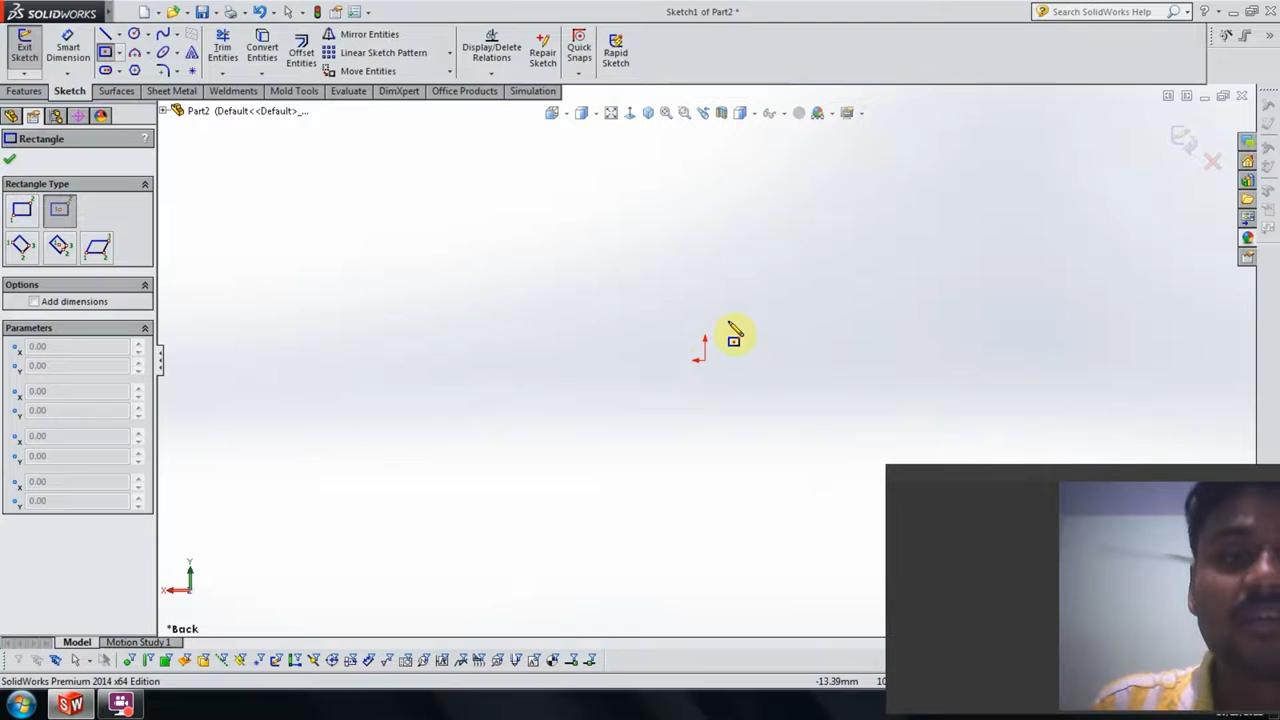 SOLIDWORKS
Sketch1 of Part2 *
Search SolidWorks Help
Exit Sketch
Smart Dimension
Trim Entities
Convert Entities
Offset Entities
Mirror Entities
Linear Sketch Pattern
Move Entities
Display/Delete Relations
Repair Sketch
Quick Snaps
Rapid Sketch
Features
Sketch
Surfaces
Sheet Metal
Weldments
Mold Tools
Evaluate
DimXpert
Office Products
Simulation
Part2 (Default<<Default>_...
Rectangle
?
Rectangle Type
Options
Add dimensions
Parameters
X 0.00
Y 0.00
X 0.00
Y 0.00
X 0.00
Y 0.00
X 0.00
Y 0.00
Y
X
*Back
Model
Motion Study 1
SolidWorks Premium 2014 x64 Edition
-13.39mm
SW